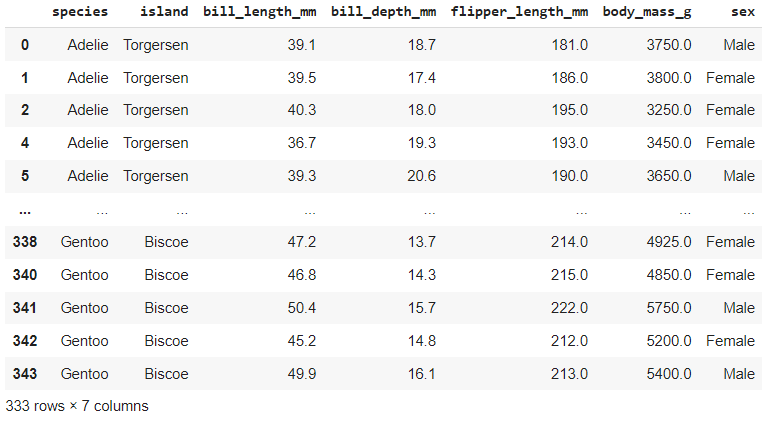 species island bill_length_mm bill_depth_mm flipper_length_mm body_mass_g sex
0 Adelie Torgersen 39.1 18.7 181.0 3750.0 Male
1 Adelie Torgersen 39.5 17.4 186.0 3800.0 Female
2 Adelie Torgersen 40.3 18.0 195.0 3250.0 Female
4 Adelie Torgersen 36.7 19.3 193.0 3450.0 Female
5 Adelie Torgersen 39.3 20.6 190.0 3650.0 Male
... ... ... ... ... ... ... ...
338 Gentoo Biscoe 47.2 13.7 214.0 4925.0 Female
340 Gentoo Biscoe 46.8 14.3 215.0 4850.0 Female
341 Gentoo Biscoe 50.4 15.7 222.0 5750.0 Male
342 Gentoo Biscoe 45.2 14.8 212.0 5200.0 Female
343 Gentoo Biscoe 49.9 16.1 213.0 5400.0 Male
333 rows × 7 columns